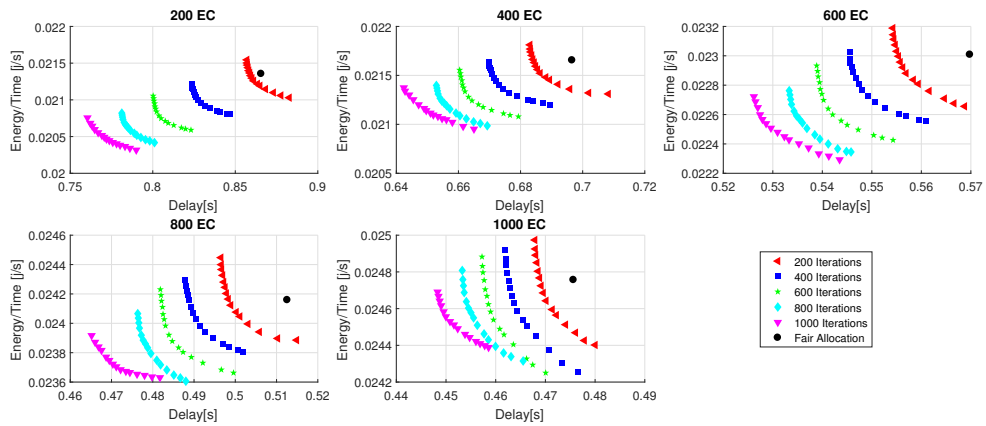 200 EC
Energy/Time [j/s]
0.022
0.0215
0.021
0.0205
0.02
0.75
0.8
0.85
0.9
Delay[s]
400 EC
Energy/Time [j/s]
0.022
0.0215
0.021
0.0205
0.64
0.66
0.68
0.7
0.72
Delay[s]
600 EC
Energy/Time [j/s]
0.0232
0.023
0.0228
0.0226
0.0224
0.0222
0.52
0.53
0.54
0.55
0.56
0.57
Delay[s]
800 EC
Energy/Time [j/s]
0.0246
0.0244
0.0242
0.024
0.0238
0.0236
0.46
0.47
0.48
0.49
0.5
0.51
0.52
Delay[s]
1000 EC
Energy/Time [j/s]
0.025
0.0248
0.0246
0.0244
0.0242
0.44
0.45
0.46
0.47
0.48
0.49
Delay[s]
200 Iterations
400 Iterations
600 Iterations
800 Iterations
1000 Iterations
Fair Allocation